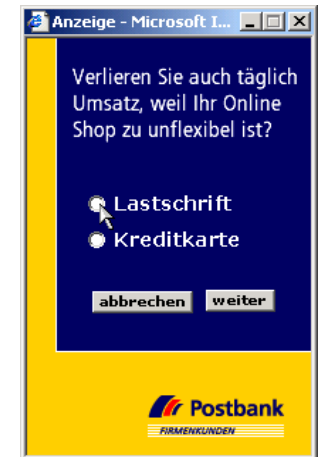 Anzeige - Microsoft I...
Verlieren Sie auch täglich
Umsatz, weil Ihr Online
Shop zu unflexibel ist?
Lastschrift
Kreditkarte
abbrechen weiter
Postbank
FIRMENKUNDEN